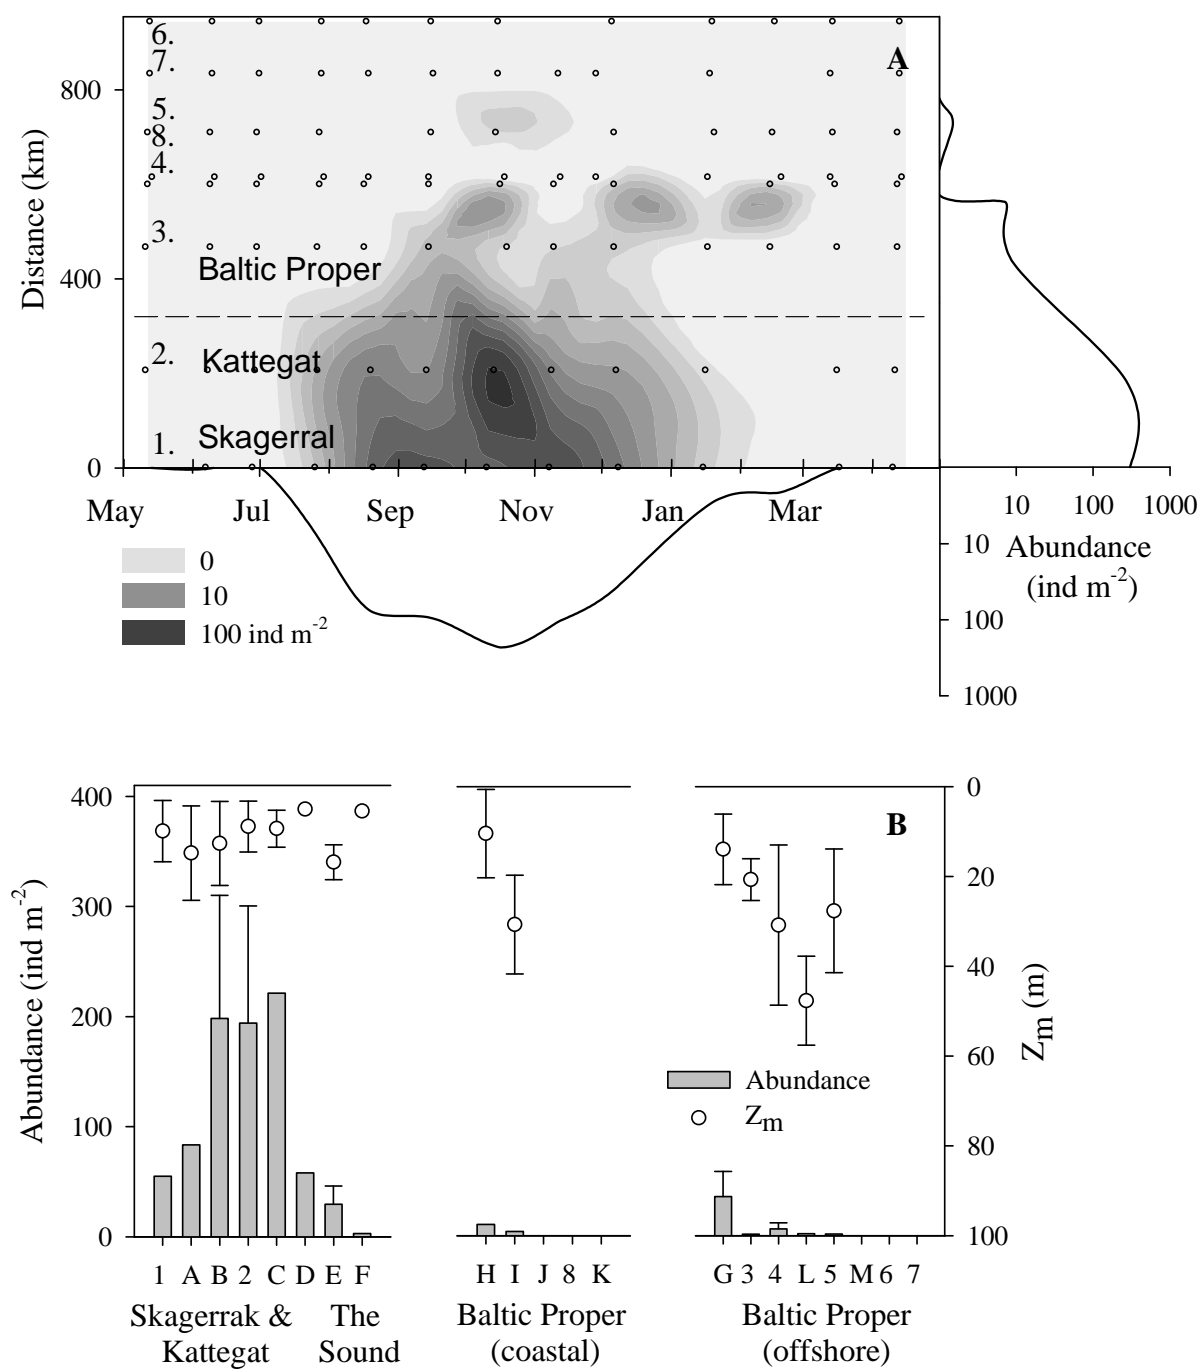 A
6.
7.
800
5.
8.
4.
3.
Baltic Proper
400
2.
Kattegat
1.
Skagerral
0
Distance (km)
May Jul Sep Nov Jan Mar
10 100 1000
Abundance
(ind m-2)
10
100
1000
0
10
100 ind m-2
B
400
300
200
100
0
Abundance (ind m-2)
0
20
40
60
80
100
Zm (m)
Abundance
Zm
1 A B 2 C D E F
H I J 8 K
G 3 4 L 5 M 6 7
Skagerrak &
Kattegat
The
Sound
Baltic Proper
(coastal)
Baltic Proper
(offshore)